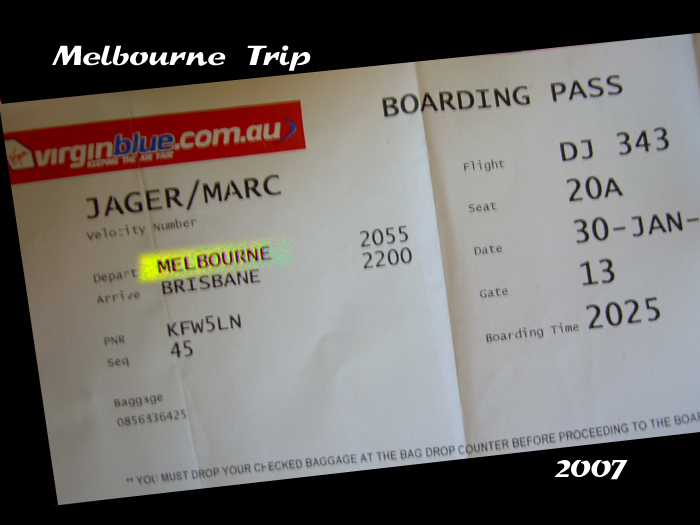 Melbourne Trip
BOARDING PASS
virginblue.com.au
KEEPING THE AIR FAIR
JAGER/MARC
Velocity Number
Depart MELBOURNE 2055
Arrive BRISBANE 2200
PNR KFW5LN
Seq 45
Baggage
0856336425
Flight DJ 343
Seat 20A
Date 30-JAN-
Gate 13
Boarding Time 2025
** YOU MUST DROP YOUR CHECKED BAGGAGE AT THE BAG DROP COUNTER BEFORE PROCEEDING TO THE BOAR
2007